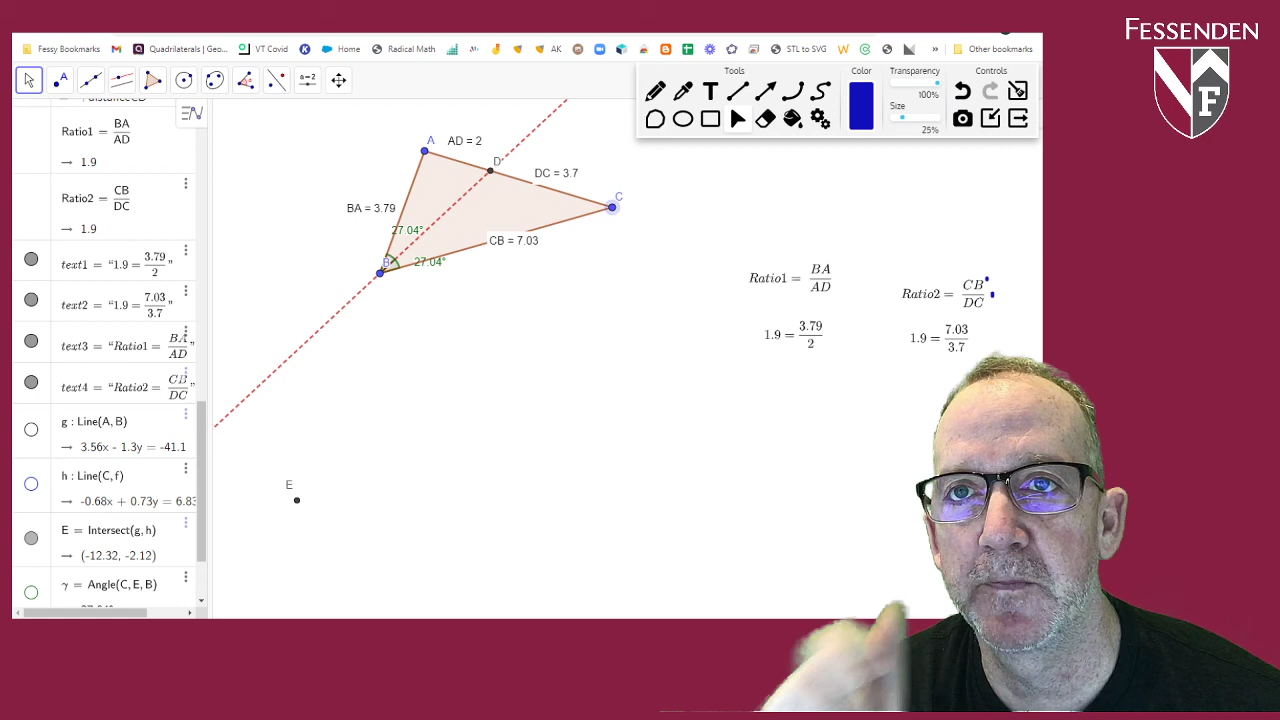 FESSENDEN
F
Fessy Bookmarks
Quadrilaterals | Geo...
VT Covid
Home
Radical Math
AK
STL to SVG
»
Other bookmarks
A
a=2
Tools
Color
Transparency
Controls
T
100%
Size
25%
Ratio1 = BA/AD
→ 1.9
Ratio2 = CB/DC
→ 1.9
text1 = "1.9 = 3.79/2"
text2 = "1.9 = 7.03/3.7"
text3 = "Ratio1 = BA/AD"
text4 = "Ratio2 = CB/DC"
g : Line(A, B)
→ 3.56x - 1.3y = -41.1
h : Line(C, f)
→ -0.68x + 0.73y = 6.83
E = Intersect(g, h)
→ (-12.32, -2.12)
γ = Angle(C, E, B)
A
AD = 2
D
DC = 3.7
C
BA = 3.79
27.04°
CB = 7.03
B
27.04°
E
Ratio1 = BA/AD
1.9 = 3.79/2
Ratio2 = CB/DC
1.9 = 7.03/3.7